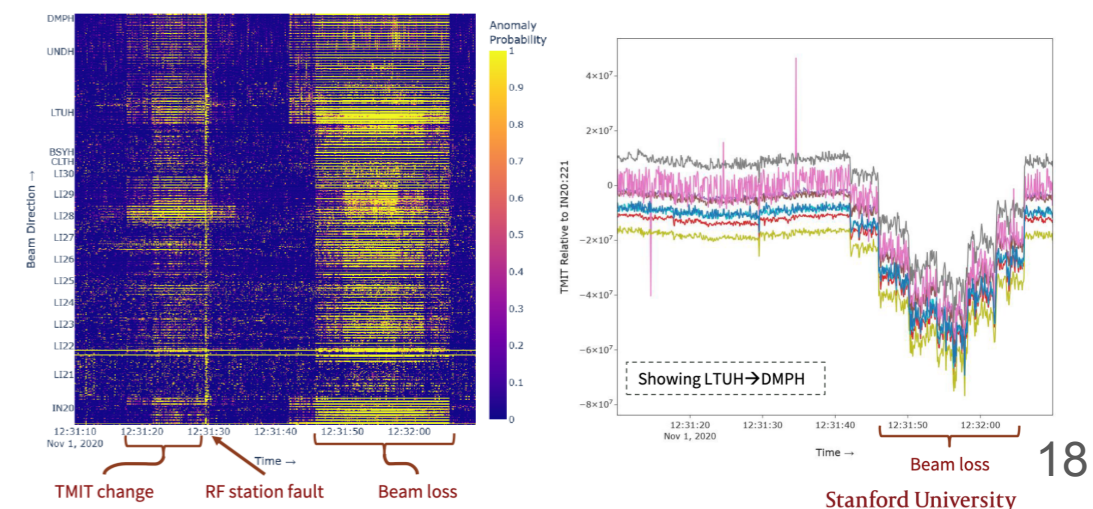 Anomaly
Probability
DMPH
UNDH
LTUH
BSYH
CLTH
LI30
LI29
LI28
LI27
LI26
LI25
LI24
LI23
LI22
LI21
IN20
Beam Direction →
1
0.9
0.8
0.7
0.6
0.5
0.4
0.3
0.2
0.1
0
12:31:10 12:31:20 12:31:30 12:31:40 12:31:50 12:32:00
Nov 1, 2020
Time →
TMIT change RF station fault Beam loss
TMIT Relative to IN20:221
4×10⁷
2×10⁷
0
−2×10⁷
−4×10⁷
−6×10⁷
−8×10⁷
Showing LTUH→DMPH
12:31:20 12:31:30 12:31:40 12:31:50 12:32:00
Nov 1, 2020
Time →
Beam loss
18
Stanford University